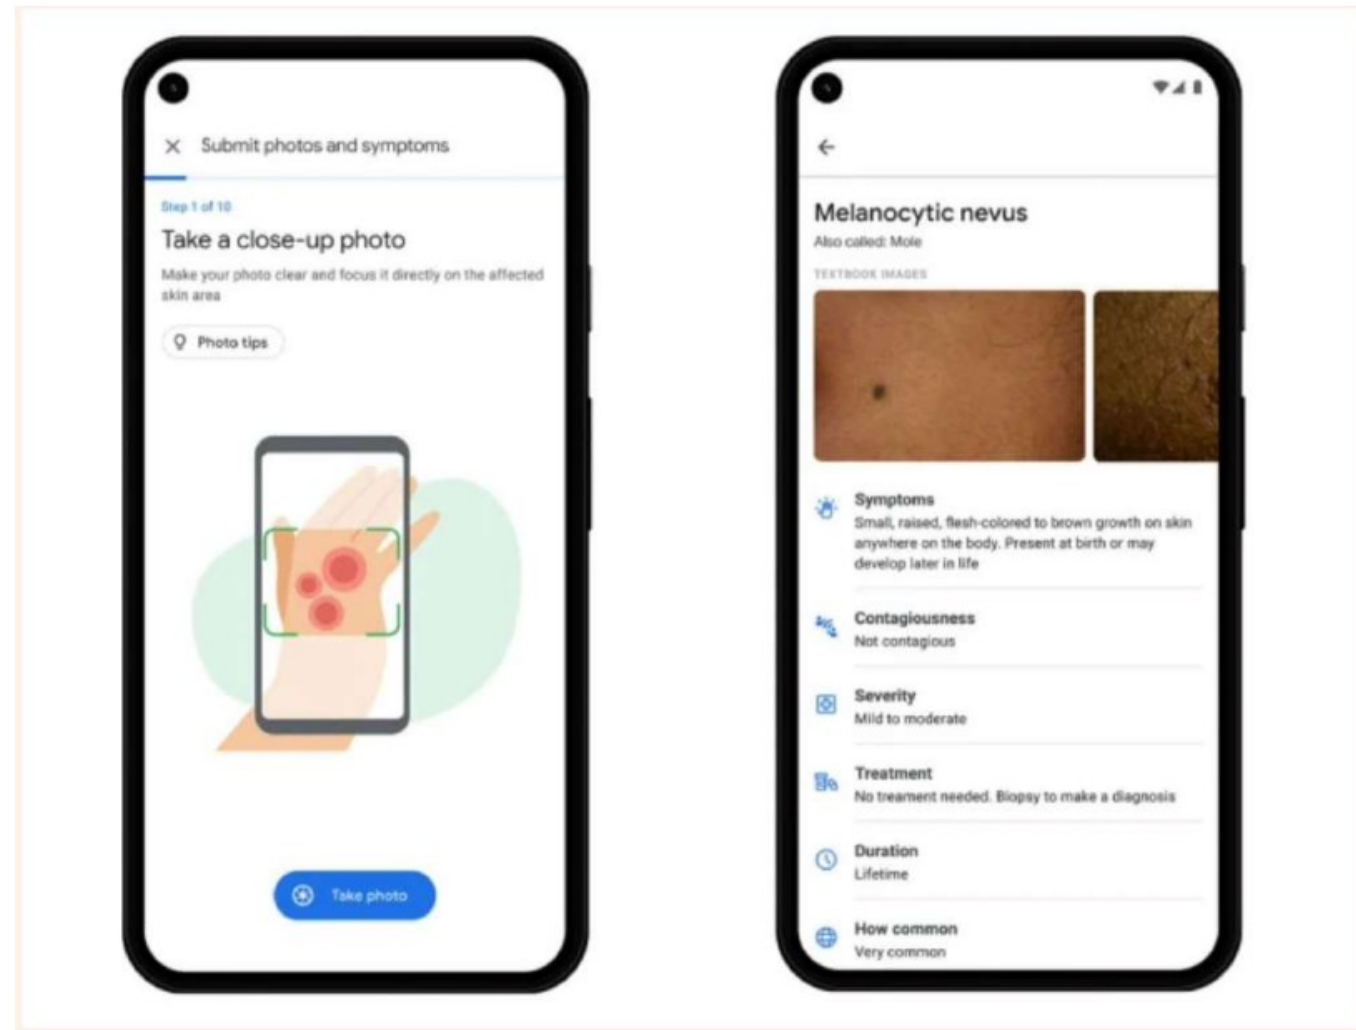 Submit photos and symptoms
Step 1 of 10
Take a close-up photo
Make your photo clear and focus it directly on the affected
skin area
Photo tips
Take photo
Melanocytic nevus
Also called: Mole
TEXTBOOK IMAGES
Symptoms
Small, raised, flesh-colored to brown growth on skin
anywhere on the body. Present at birth or may
develop later in life
Contagiousness
Not contagious
Severity
Mild to moderate
Treatment
No treament needed. Biopsy to make a diagnosis
Duration
Lifetime
How common
Very common